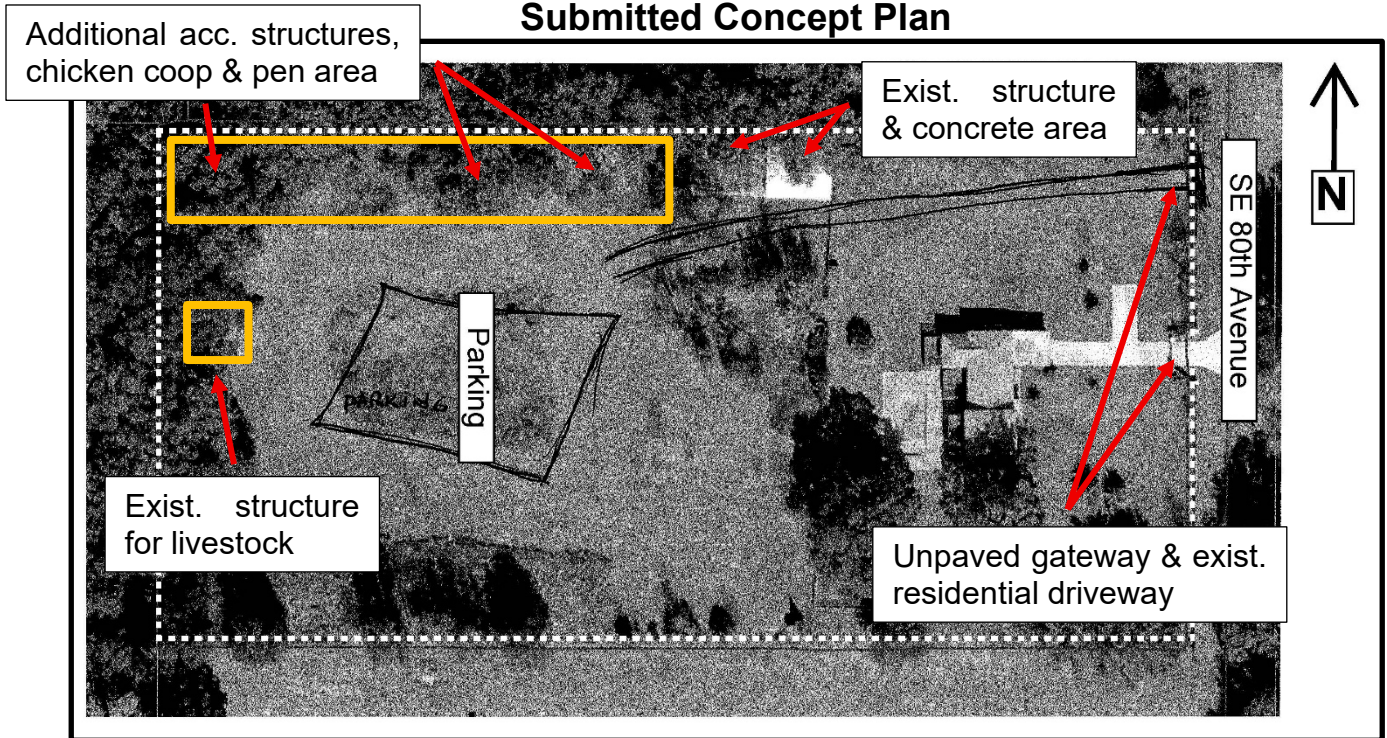 Submitted Concept Plan
Additional acc. structures,
chicken coop & pen area
Exist. structure
& concrete area
N
SE 80th Avenue
Parking
PARKING
Exist. structure
for livestock
Unpaved gateway & exist.
residential driveway